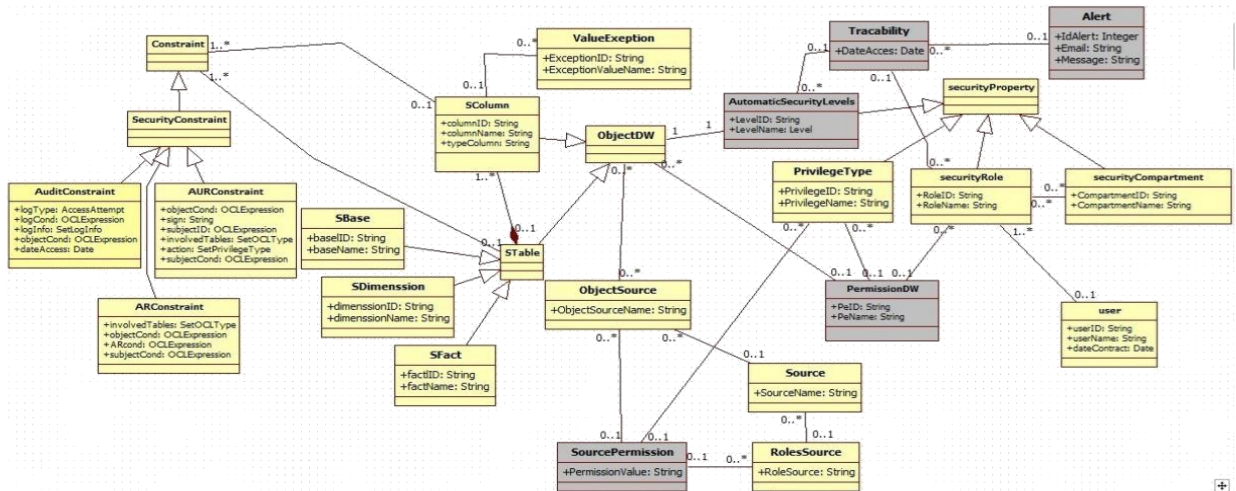 Constraint
1..*
1..*
0..*
ValueException
+ExceptionID: String
+ExceptionValueName: String
0..1
0..1
SColumn
+columnID: String
+columnName: String
+typeColumn: String
1..*
Tracability
+DateAcces: Date
0..1
0..*
0..1
0..1
Alert
+IdAlert: Integer
+Email: String
+Message: String
0..*
AutomaticSecurityLevels
+LevelID: String
+LevelName: Level
securityProperty
SecurityConstraint
ObjectDW
1
1
0..*
0..*
AuditConstraint
+logType: AccessAttempt
+logCond: OCLExpression
+logInfo: SetLogInfo
+objectCond: OCLExpression
+dateAccess: Date
AURConstraint
+objectCond: OCLExpression
+sign: String
+subjectID: OCLExpression
+involvedTables: SetOCLType
+action: SetPrivilegeType
+subjectCond: OCLExpression
PrivilegeType
+PrivilegeID: String
+PrivilegeName: String
0..*
0..*
0..*
securityRole
+RoleID: String
+RoleName: String
0..*
0..*
0..*
1..*
securityCompartment
+CompartmentID: String
+CompartmentName: String
SBase
+baseIID: String
+baseName: String
0..1
0..1
STable
SDimenssion
+dimenssionID: String
+dimenssionName: String
0..*
ObjectSource
+ObjectSourceName: String
0..*
0..*
0..1
0..1
0..1
PermissionDW
+PeID: String
+PeName: String
0..1
user
+userID: String
+userName: String
+dateContract: Date
ARConstraint
+involvedTables: SetOCLType
+objectCond: OCLExpression
+ARcond: OCLExpression
+subjectCond: OCLExpression
SFact
+factIID: String
+factName: String
0..1
Source
+SourceName: String
0..*
0..1
0..1
0..1
SourcePermission
+PermissionValue: String
0..1
0..*
RolesSource
+RoleSource: String